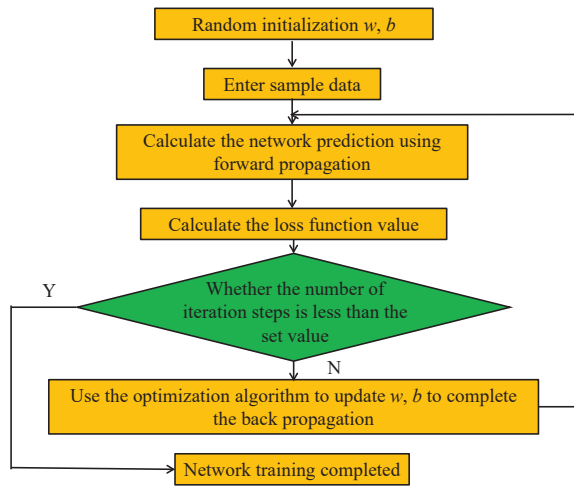 Random initialization w, b
Enter sample data
Calculate the network prediction using
forward propagation
Calculate the loss function value
Y
Whether the number of
iteration steps is less than the
set value
N
Use the optimization algorithm to update w, b to complete
the back propagation
Network training completed